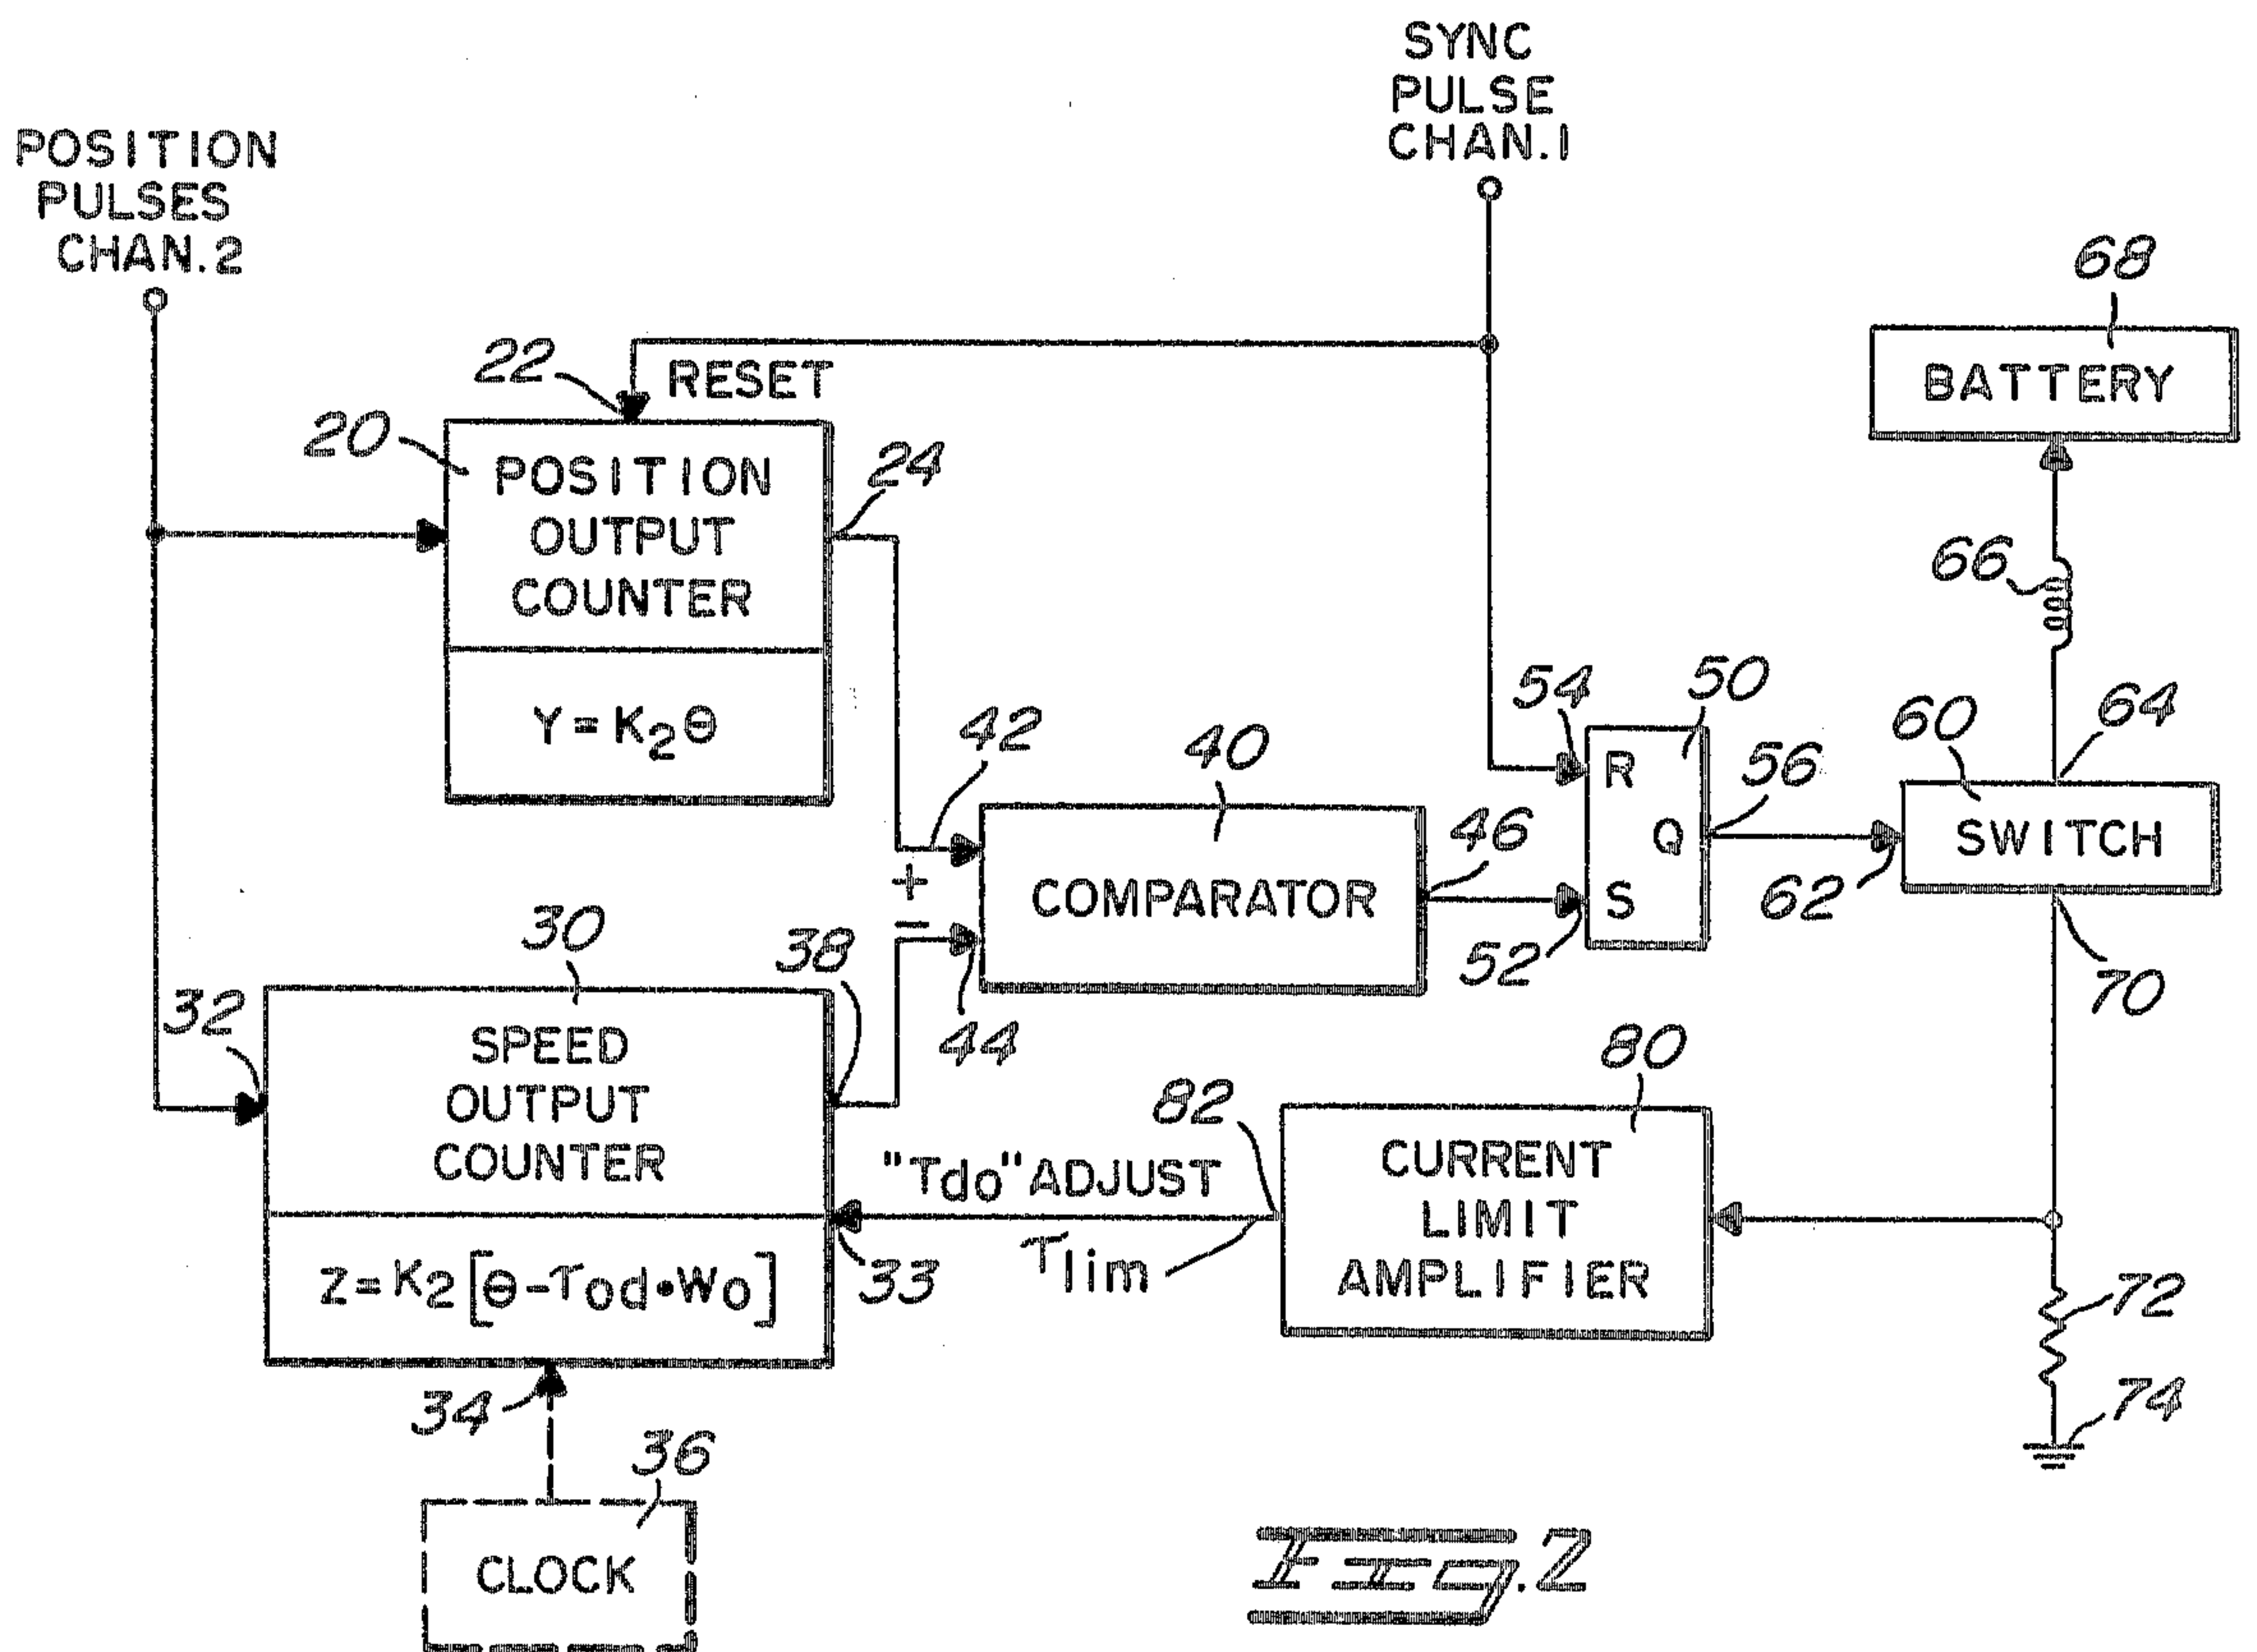 SYNC
PULSE
CHAN.1
POSITION
PULSES
CHAN.2
68
BATTERY
22
RESET
20
24
POSITION
OUTPUT
COUNTER
66
Y=K2θ
54
50
60
64
42
40
R
56
46
Q
SWITCH
+
COMPARATOR
−
S
62
30
38
52
70
32
44
SPEED
OUTPUT
COUNTER
80
82
CURRENT
LIMIT
AMPLIFIER
"Tdo" ADJUST
Tlim
Z=K2[θ-Tod•Wo]
33
72
34
74
36
CLOCK
Fig.2